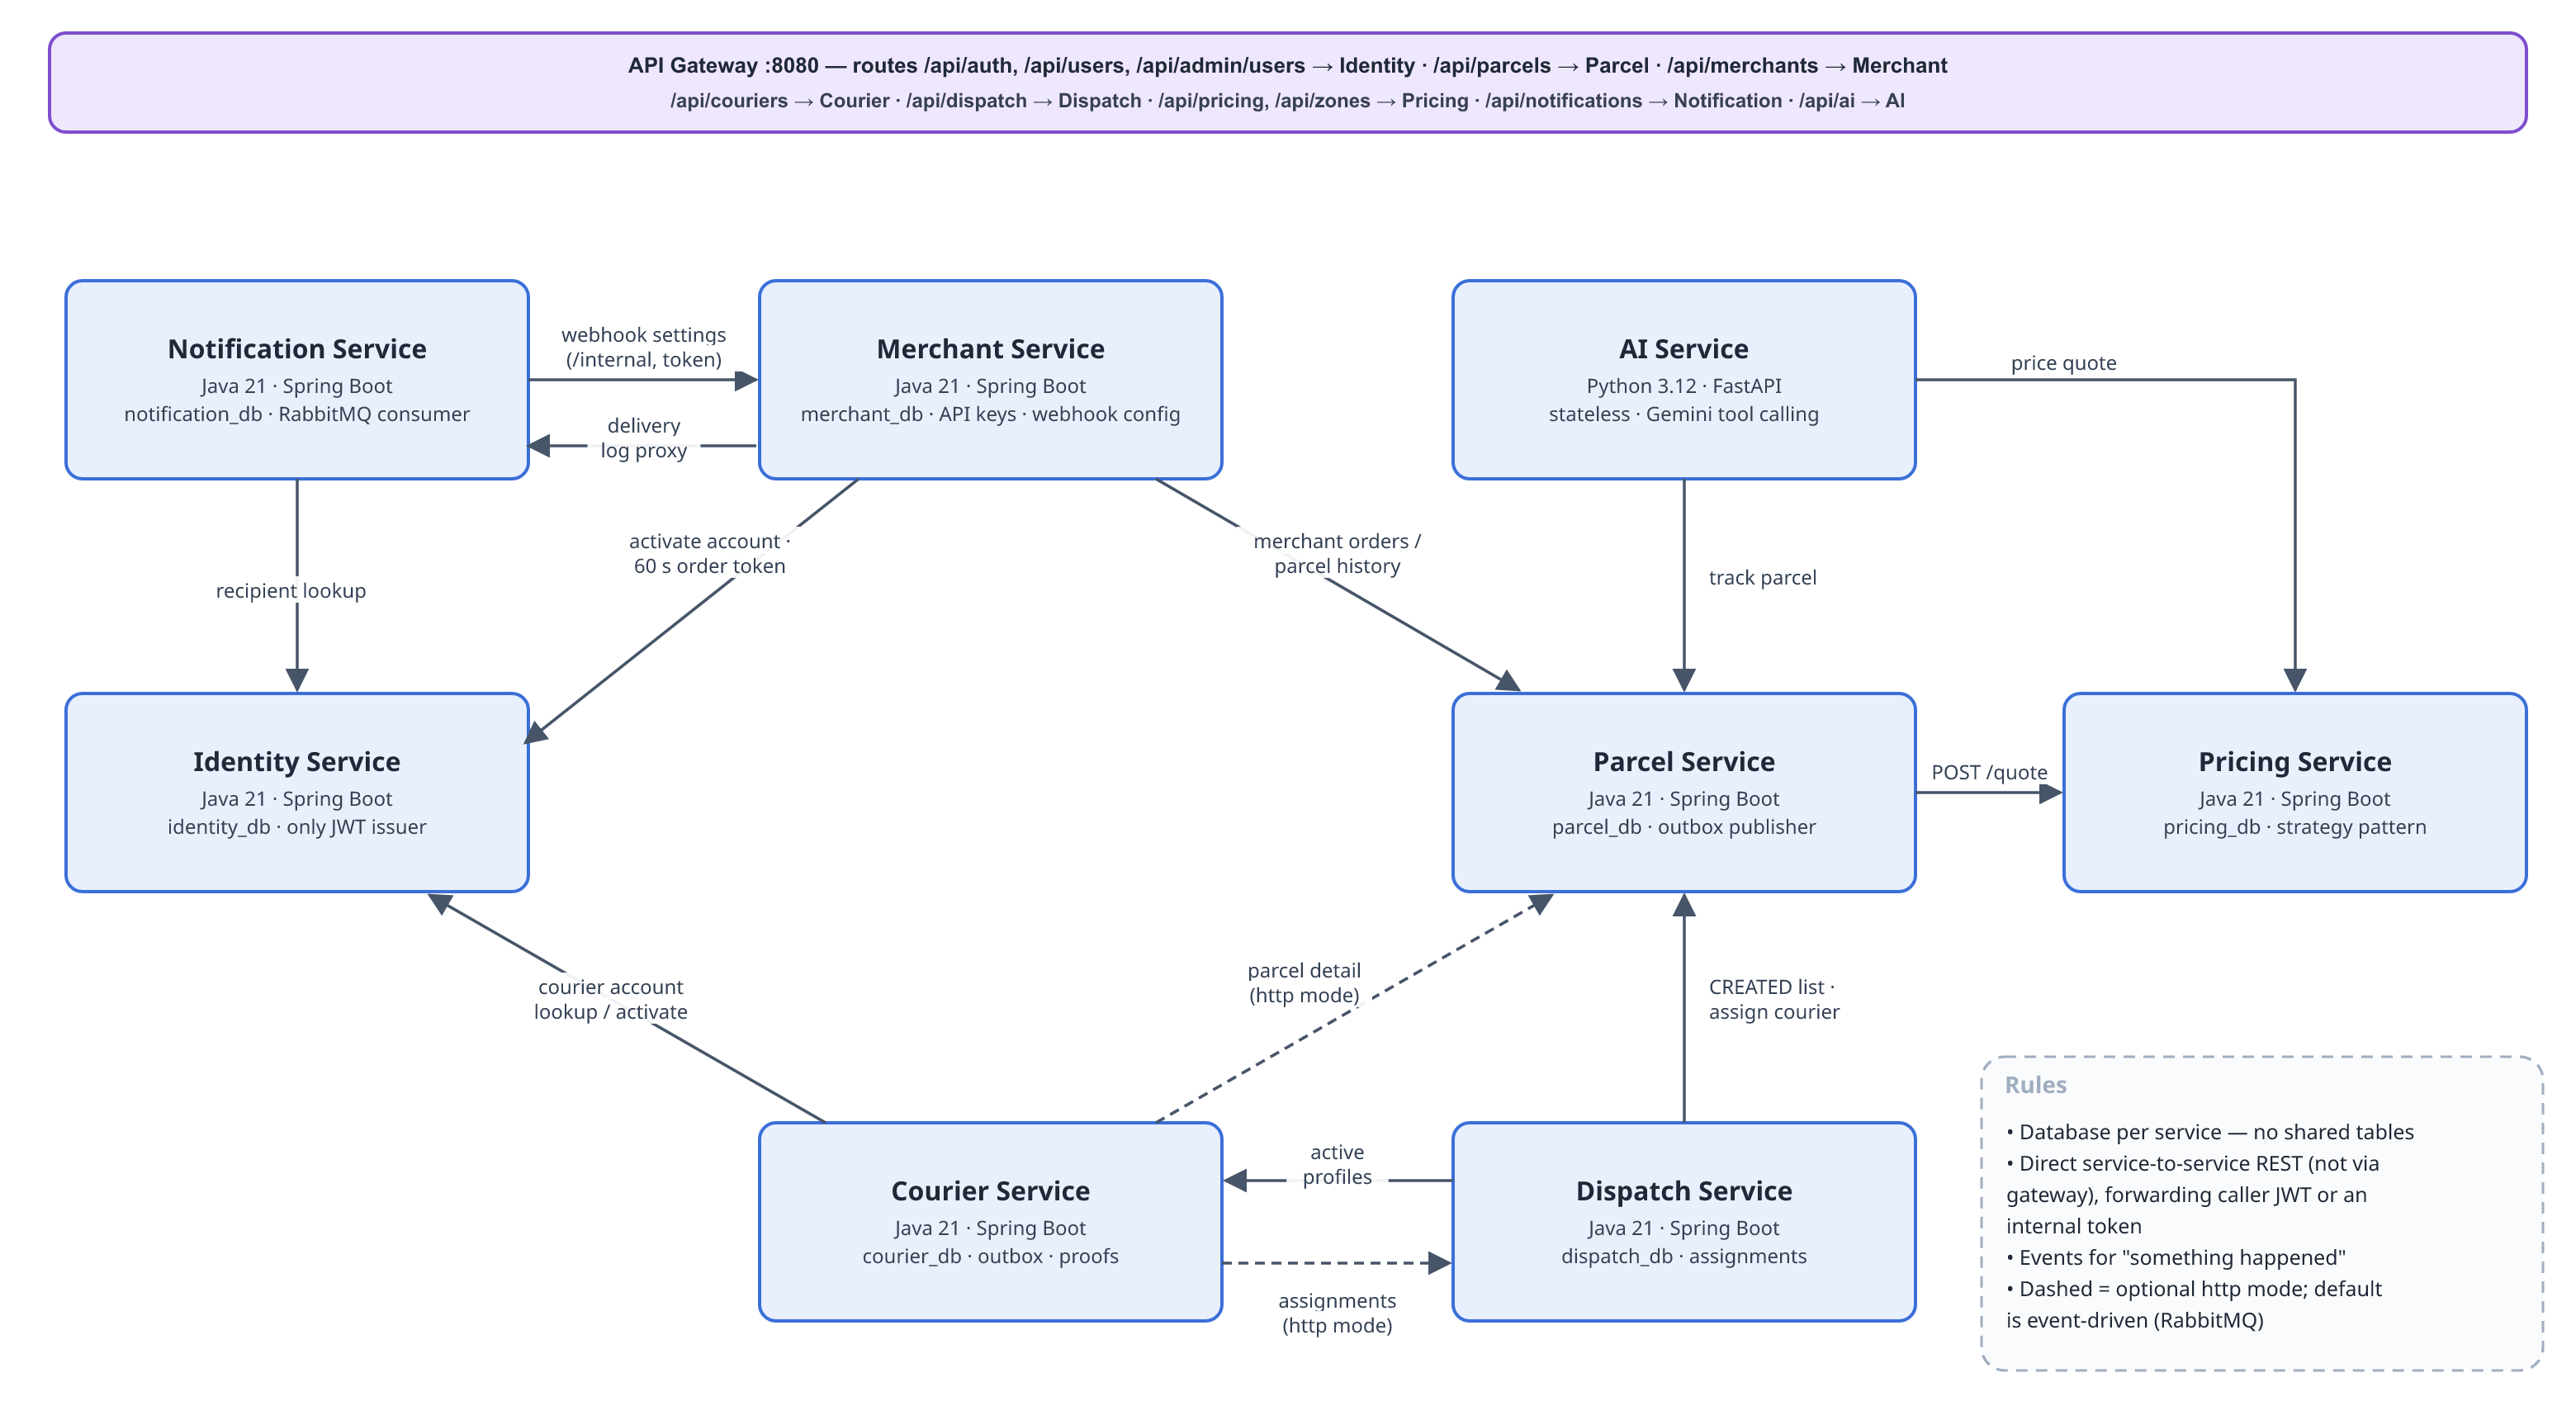 API Gateway :8080 — routes /api/auth, /api/users, /api/admin/users → Identity · /api/parcels → Parcel · /api/merchants → Merchant
/api/couriers → Courier · /api/dispatch → Dispatch · /api/pricing, /api/zones → Pricing · /api/notifications → Notification · /api/ai → AI
Notification Service
Java 21 · Spring Boot
notification_db · RabbitMQ consumer
webhook settings
(/internal, token)
delivery
log proxy
Merchant Service
Java 21 · Spring Boot
merchant_db · API keys · webhook config
AI Service
Python 3.12 · FastAPI
stateless · Gemini tool calling
price quote
recipient lookup
activate account ·
60 s order token
merchant orders /
parcel history
track parcel
Identity Service
Java 21 · Spring Boot
identity_db · only JWT issuer
Parcel Service
Java 21 · Spring Boot
parcel_db · outbox publisher
POST /quote
Pricing Service
Java 21 · Spring Boot
pricing_db · strategy pattern
courier account
lookup / activate
parcel detail
(http mode)
CREATED list ·
assign courier
Courier Service
Java 21 · Spring Boot
courier_db · outbox · proofs
active
profiles
assignments
(http mode)
Dispatch Service
Java 21 · Spring Boot
dispatch_db · assignments
Rules
• Database per service — no shared tables
• Direct service-to-service REST (not via
gateway), forwarding caller JWT or an
internal token
• Events for "something happened"
• Dashed = optional http mode; default
is event-driven (RabbitMQ)